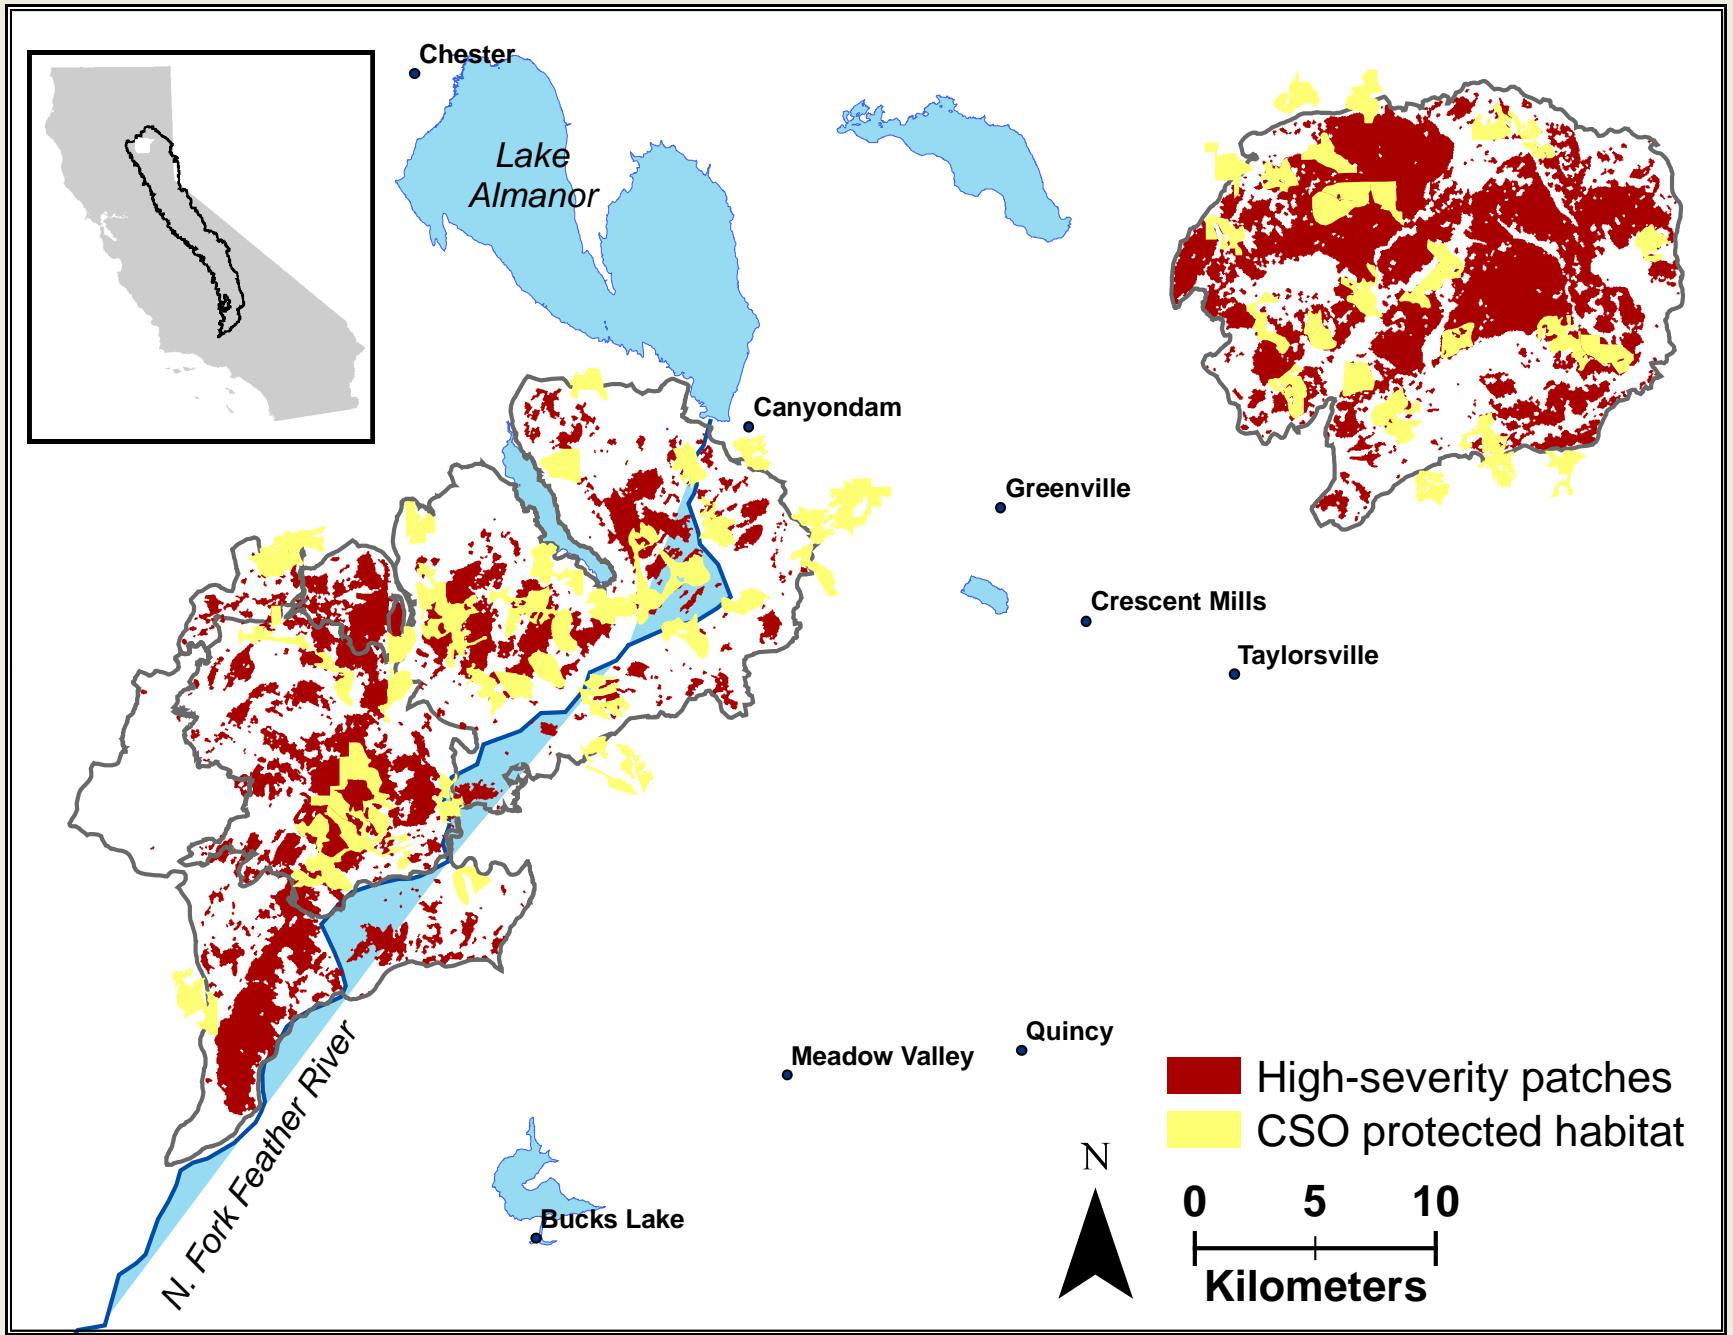 Chester
Lake
Almanor
Canyondam
Greenville
Crescent Mills
Taylorsville
Quincy
Meadow Valley
N. Fork Feather River
Bucks Lake
High-severity patches
CSO protected habitat
N
0 5 10
Kilometers